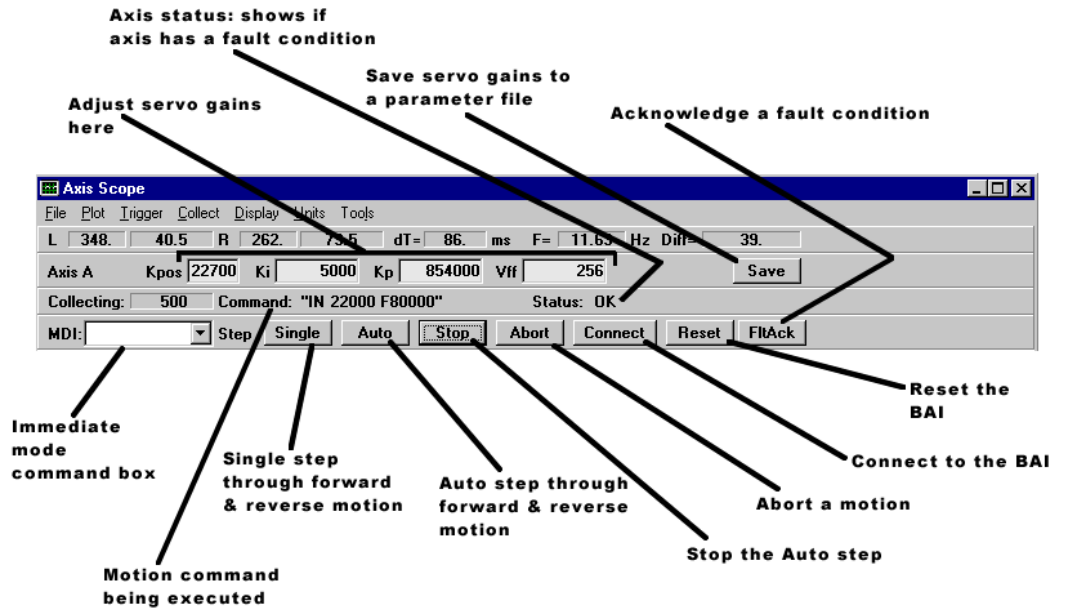 Axis status: shows if
axis has a fault condition
Save servo gains to
a parameter file
Adjust servo gains
here
Acknowledge a fault condition
Axis Scope
File Plot Trigger Collect Display Units Tools
L 348. 40.5 R 262. 79.5 dT= 86. ms F= 11.63 Hz Diff= 39.
Axis A Kpos 22700 Ki 5000 Kp 854000 Vff 256 Save
Collecting: 500 Command: "IN 22000 F80000" Status: OK
MDI: Step Single Auto Stop Abort Connect Reset FltAck
Reset the
BAI
Immediate
mode
command box
Single step
through forward
& reverse motion
Auto step through
forward & reverse
motion
Connect to the BAI
Abort a motion
Stop the Auto step
Motion command
being executed